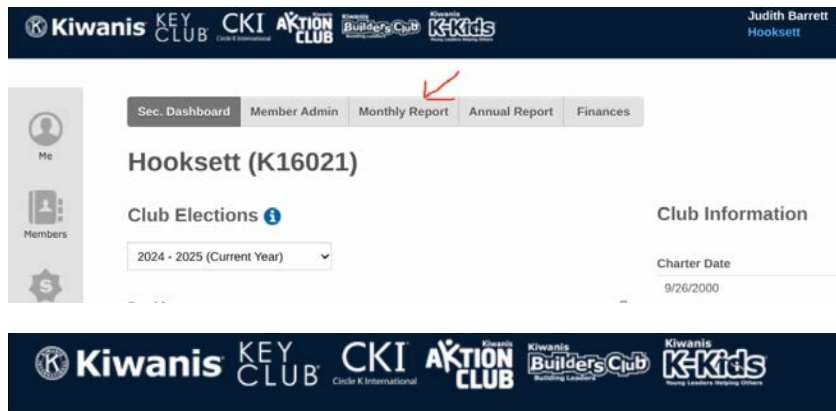 Kiwanis KEY CLUB CKI Circle K International Kiwanis AKTION CLUB Kiwanis Builders Club Building Leaders Kiwanis K-Kids Young Leaders Helping Others
Judith Barrett
Hooksett
Sec. Dashboard Member Admin Monthly Report Annual Report Finances
Me
Hooksett (K16021)
Members
Club Elections i
Club Information
2024 - 2025 (Current Year)
Charter Date
S
9/26/2000
K Kiwanis KEY CLUB CKI Circle K International Kiwanis AKTION CLUB Kiwanis Builders Club Building Leaders Kiwanis K-Kids Young Leaders Helping Others